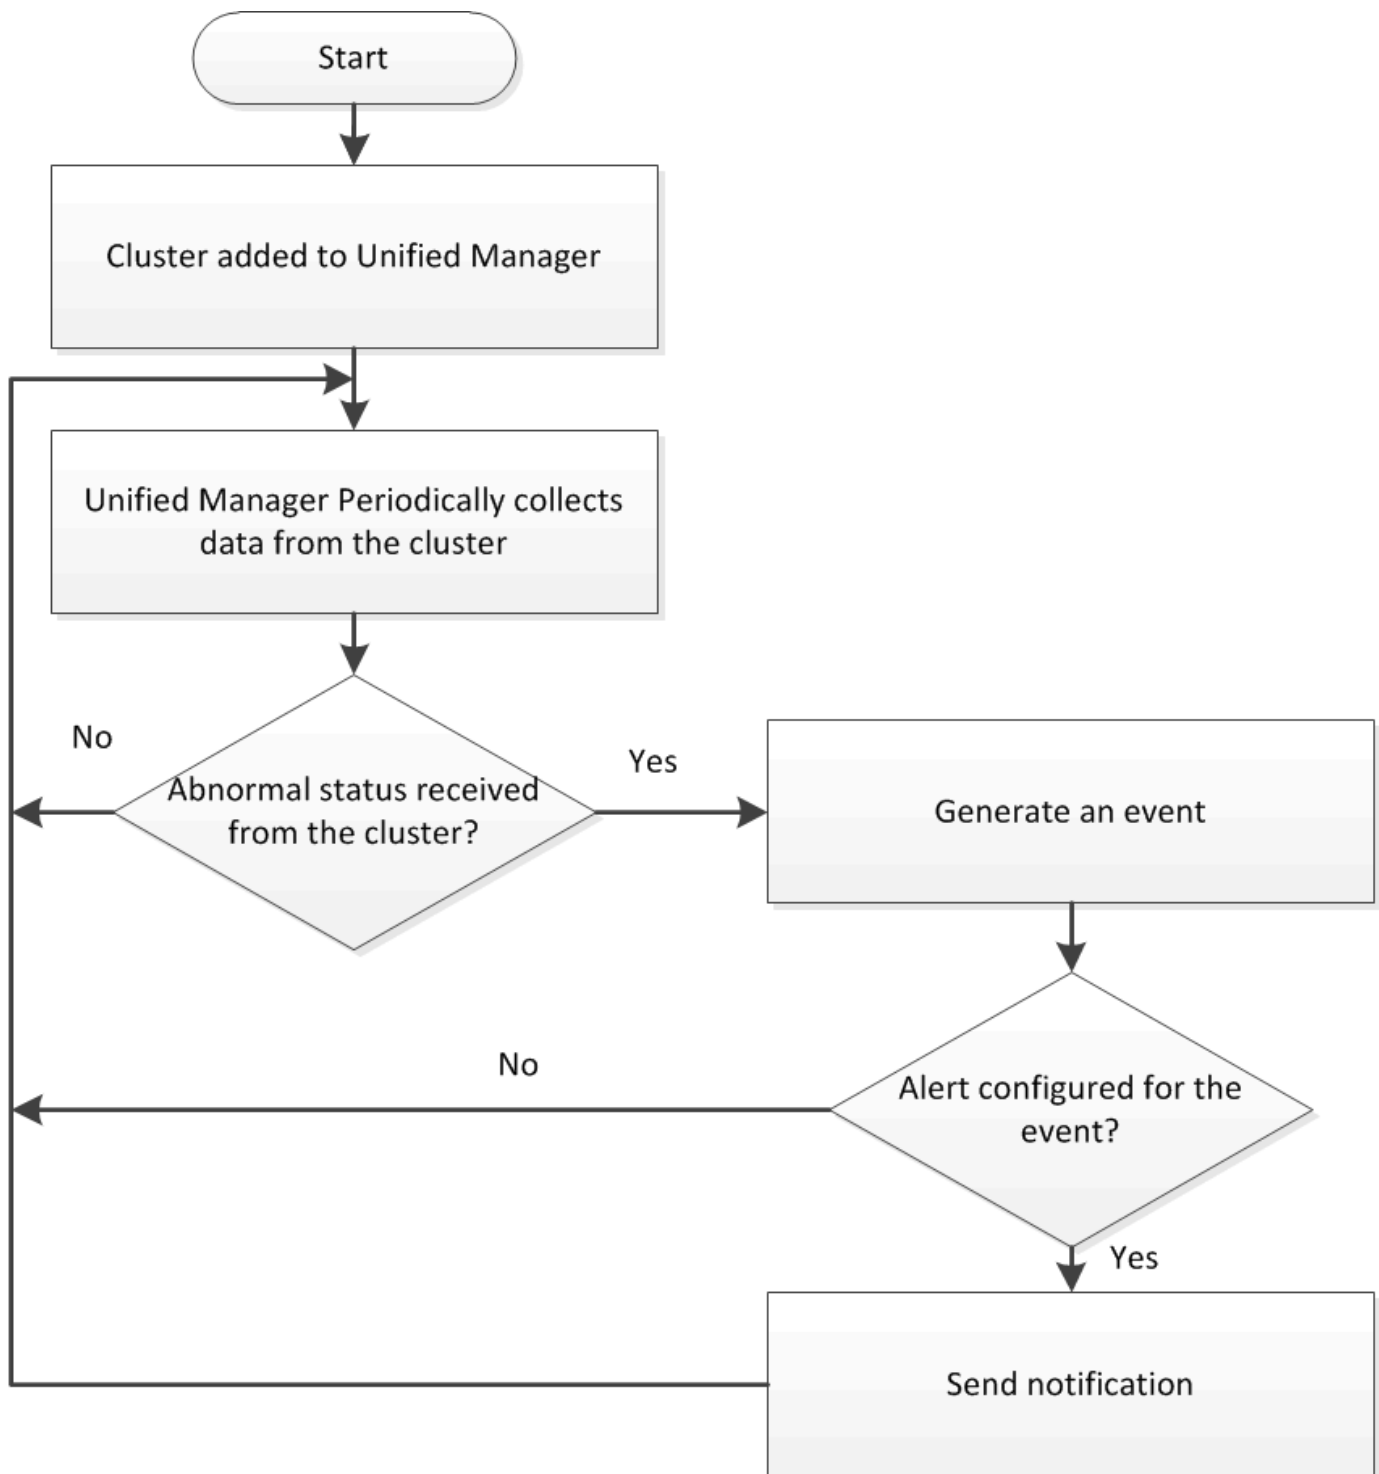 Start
Cluster added to Unified Manager
Unified Manager Periodically collects
data from the cluster
No
Abnormal status received
from the cluster?
Yes
Generate an event
No
Alert configured for the
event?
Yes
Send notification